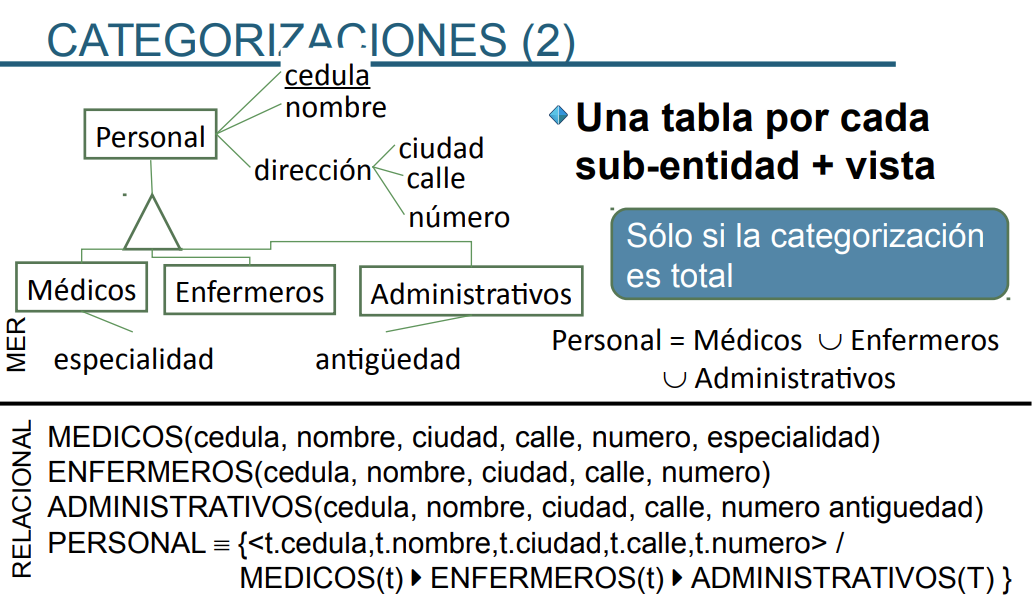 CATEGORIZACIONES (2)
cedula
nombre
Personal
dirección
ciudad
calle
número
Médicos
Enfermeros
Administrativos
especialidad
antigüedad
MER
Una tabla por cada
sub-entidad + vista
Sólo si la categorización
es total
Personal = Médicos ∪ Enfermeros
∪ Administrativos
RELACIONAL
MEDICOS(cedula, nombre, ciudad, calle, numero, especialidad)
ENFERMEROS(cedula, nombre, ciudad, calle, numero)
ADMINISTRATIVOS(cedula, nombre, ciudad, calle, numero antiguedad)
PERSONAL ≡ {<t.cedula,t.nombre,t.ciudad,t.calle,t.numero> /
MEDICOS(t) ⏵ ENFERMEROS(t) ⏵ ADMINISTRATIVOS(T) }